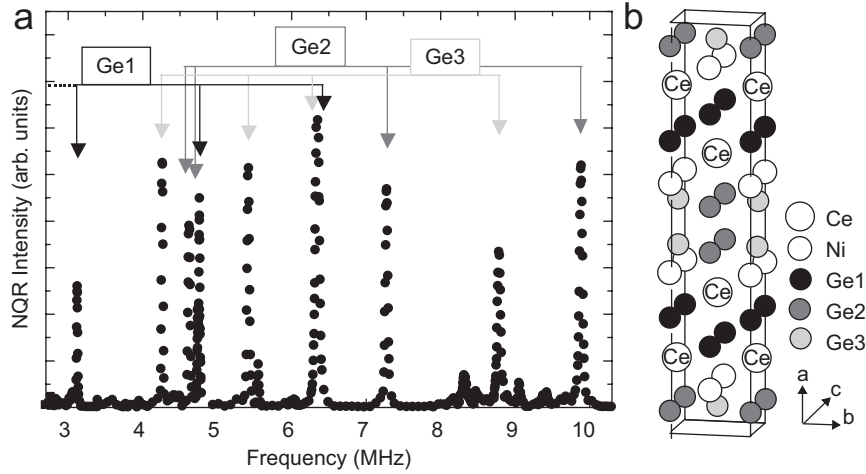 a
b
Ge1
Ge2
Ge3
NQR Intensity (arb. units)
3 4 5 6 7 8 9 10
Frequency (MHz)
Ce Ce
Ce
Ce
Ce Ce
Ce
Ni
Ge1
Ge2
Ge3
a
c
b